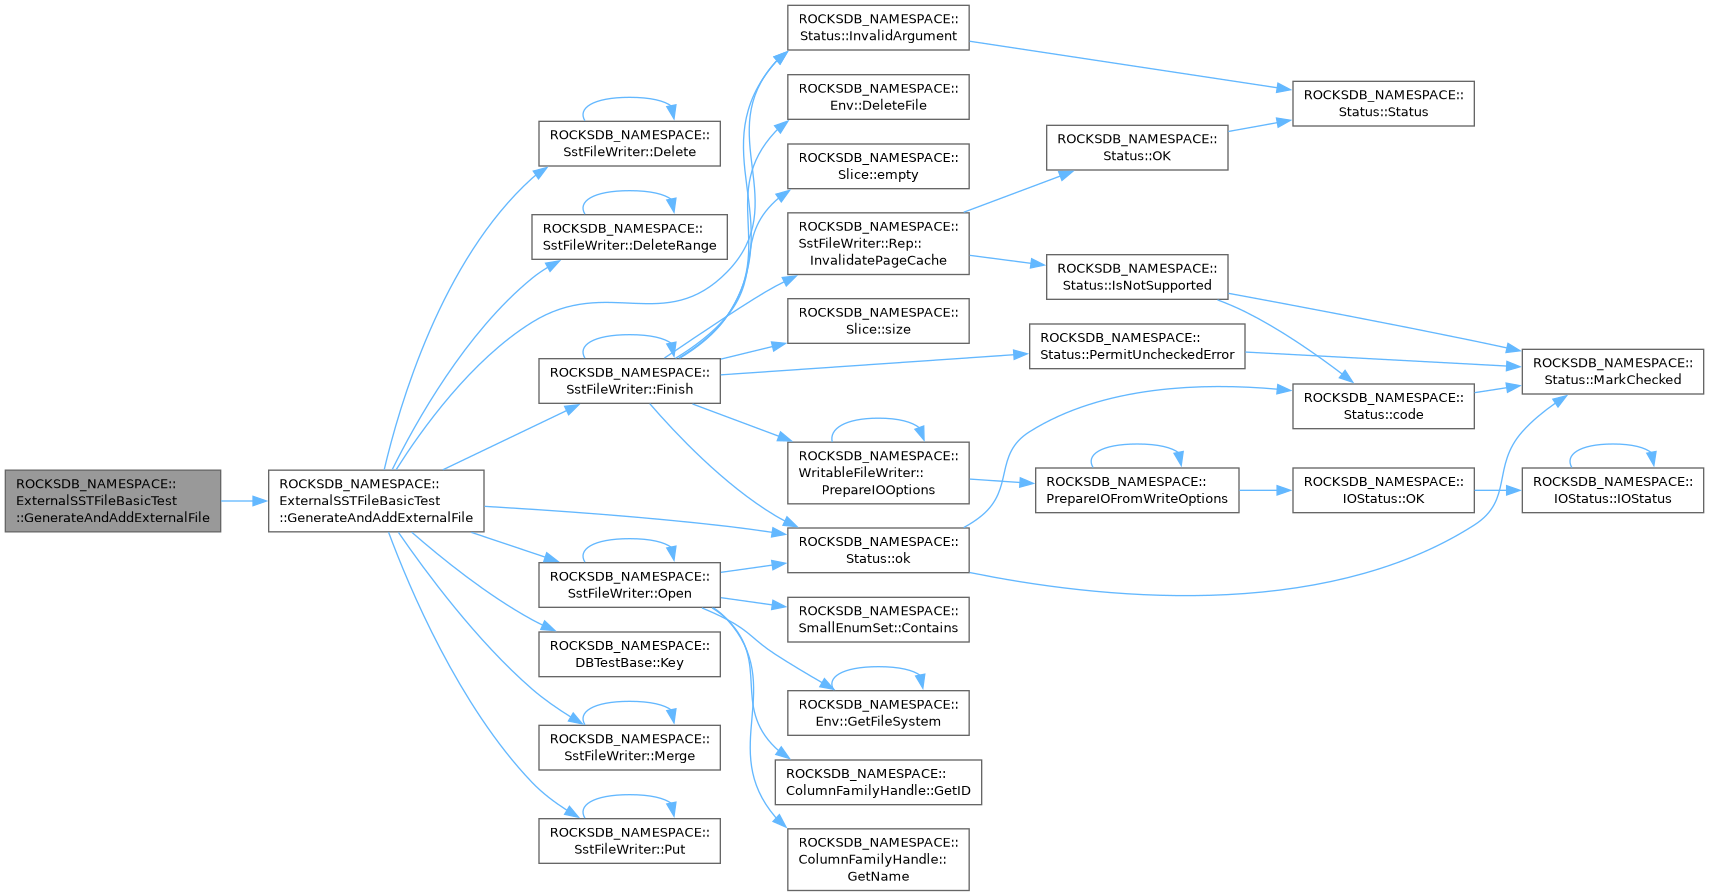 ROCKSDB_NAMESPACE::
ExternalSSTFileBasicTest
::GenerateAndAddExternalFile
ROCKSDB_NAMESPACE::
ExternalSSTFileBasicTest
::GenerateAndAddExternalFile
ROCKSDB_NAMESPACE::
SstFileWriter::Delete
ROCKSDB_NAMESPACE::
SstFileWriter::DeleteRange
ROCKSDB_NAMESPACE::
SstFileWriter::Finish
ROCKSDB_NAMESPACE::
SstFileWriter::Open
ROCKSDB_NAMESPACE::
DBTestBase::Key
ROCKSDB_NAMESPACE::
SstFileWriter::Merge
ROCKSDB_NAMESPACE::
SstFileWriter::Put
ROCKSDB_NAMESPACE::
Status::InvalidArgument
ROCKSDB_NAMESPACE::
Env::DeleteFile
ROCKSDB_NAMESPACE::
Slice::empty
ROCKSDB_NAMESPACE::
SstFileWriter::Rep::
InvalidatePageCache
ROCKSDB_NAMESPACE::
Slice::size
ROCKSDB_NAMESPACE::
WritableFileWriter::
PrepareIOOptions
ROCKSDB_NAMESPACE::
Status::ok
ROCKSDB_NAMESPACE::
SmallEnumSet::Contains
ROCKSDB_NAMESPACE::
Env::GetFileSystem
ROCKSDB_NAMESPACE::
ColumnFamilyHandle::GetID
ROCKSDB_NAMESPACE::
ColumnFamilyHandle::
GetName
ROCKSDB_NAMESPACE::
Status::OK
ROCKSDB_NAMESPACE::
Status::IsNotSupported
ROCKSDB_NAMESPACE::
Status::PermitUncheckedError
ROCKSDB_NAMESPACE::
PrepareIOFromWriteOptions
ROCKSDB_NAMESPACE::
Status::Status
ROCKSDB_NAMESPACE::
Status::code
ROCKSDB_NAMESPACE::
IOStatus::OK
ROCKSDB_NAMESPACE::
Status::MarkChecked
ROCKSDB_NAMESPACE::
IOStatus::IOStatus